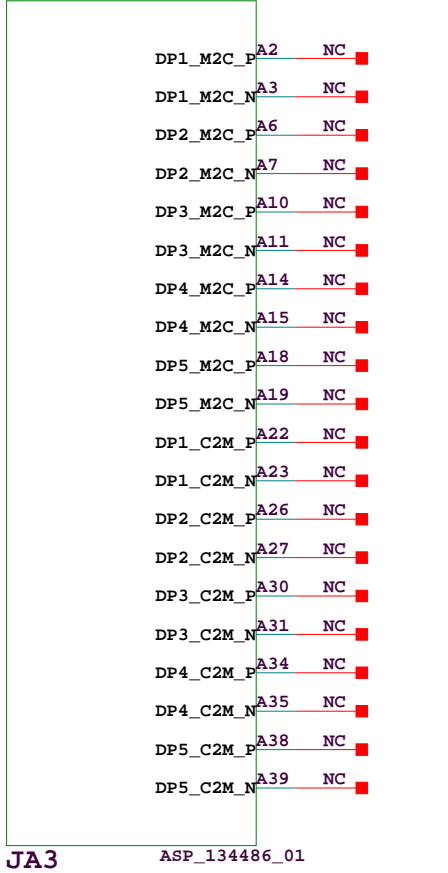 DP1_M2C_P A2 NC
DP1_M2C_N A3 NC
DP2_M2C_P A6 NC
DP2_M2C_N A7 NC
DP3_M2C_P A10 NC
DP3_M2C_N A11 NC
DP4_M2C_P A14 NC
DP4_M2C_N A15 NC
DP5_M2C_P A18 NC
DP5_M2C_N A19 NC
DP1_C2M_P A22 NC
DP1_C2M_N A23 NC
DP2_C2M_P A26 NC
DP2_C2M_N A27 NC
DP3_C2M_P A30 NC
DP3_C2M_N A31 NC
DP4_C2M_P A34 NC
DP4_C2M_N A35 NC
DP5_C2M_P A38 NC
DP5_C2M_N A39 NC
JA3 ASP_134486_01